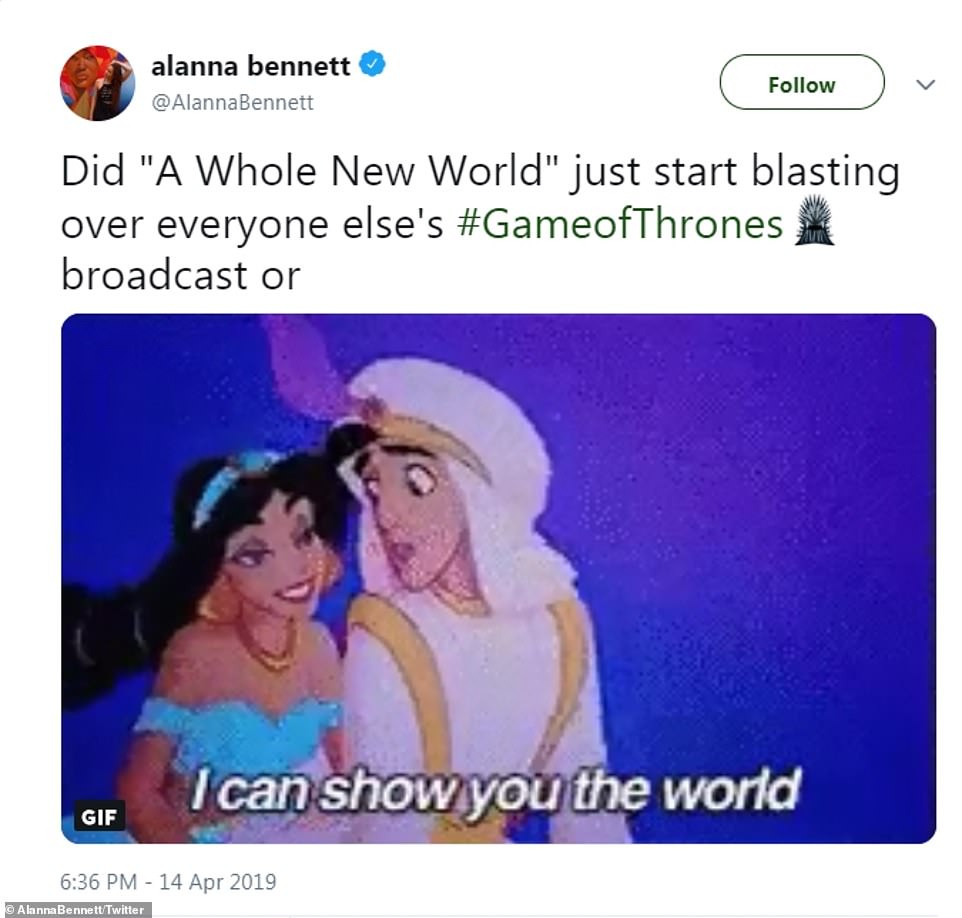 alanna bennett
@AlannaBennett
Follow
Did "A Whole New World" just start blasting
over everyone else's #GameofThrones
broadcast or
I can show you the world
GIF
6:36 PM - 14 Apr 2019
© AlannaBennett/Twitter